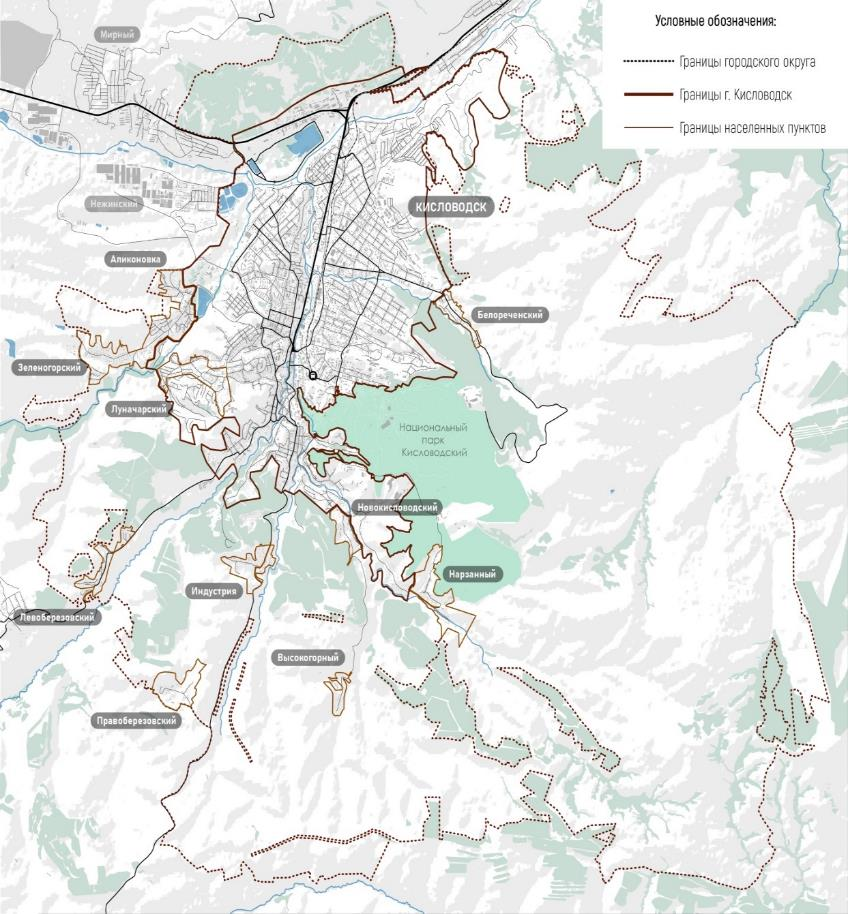 Условные обозначения:
Границы городского округа
Границы г. Кисловодск
Границы населенных пунктов
Мирный
Нежинский
КИСЛОВОДСК
Аликоновка
Белореченский
Зеленогорский
Луначарский
Национальный
парк
Кисловодский
Новокисловодский
Нарзанный
Индустрия
Левоберезовский
Высокогорный
Правоберезовский